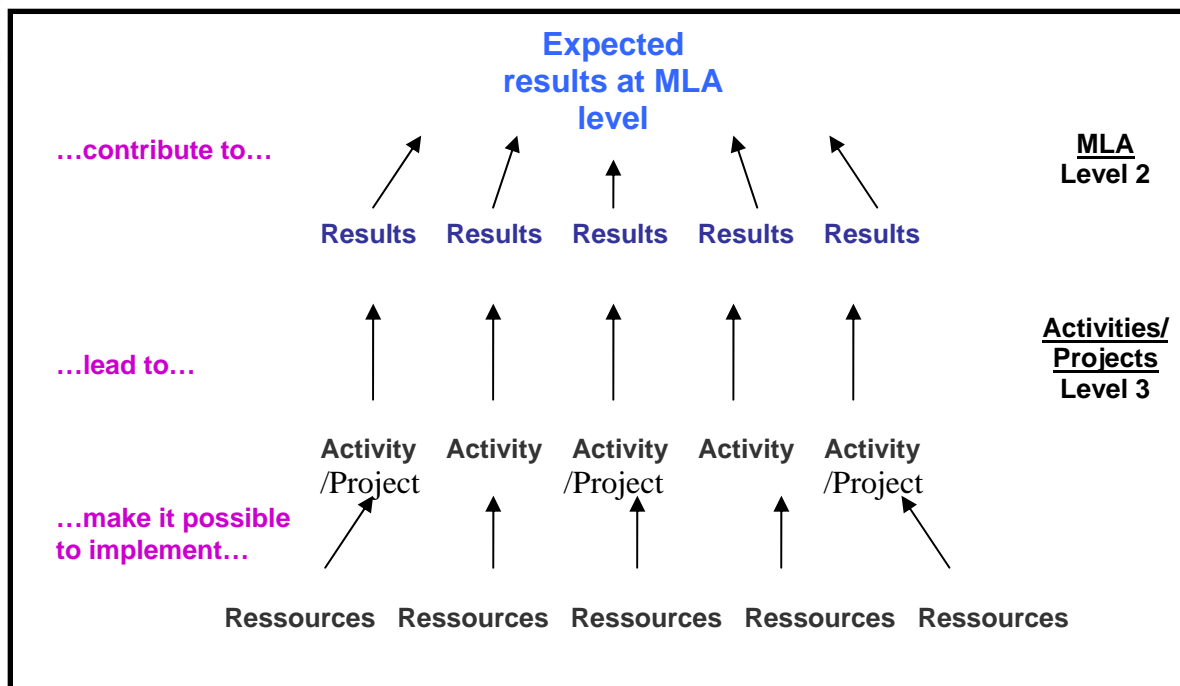 Expected
results at MLA
level
…contribute to…
MLA
Level 2
Results Results Results Results Results
…lead to…
Activities/
Projects
Level 3
Activity Activity Activity Activity Activity
/Project /Project /Project
…make it possible
to implement…
Ressources Ressources Ressources Ressources Ressources